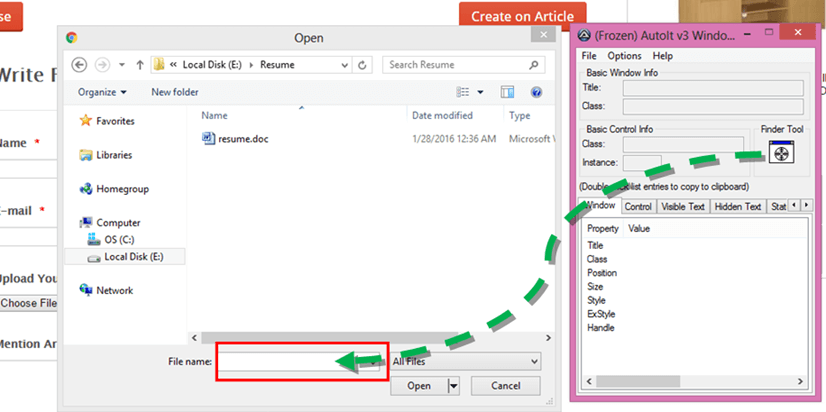 se
Create on Article
Write F
Name *
E-mail *
Upload You
Choose File
Mention Ar
Open
« Local Disk (E:) ▸ Resume
Search Resume
Organize
New folder
Name
Date modified
Type
Favorites
resume.doc
1/28/2016 12:36 AM
Microsoft
Libraries
Homegroup
Computer
OS (C:)
Local Disk (E:)
Network
File name:
All Files
Open
Cancel
(Frozen) AutoIt v3 Windo...
File Options Help
Basic Window Info
Title:
Class:
Basic Control Info
Class:
Instance:
Finder Tool
(Double list entries to copy to clipboard)
Window Control Visible Text Hidden Text Stat
Property Value
Title
Class
Position
Size
Style
ExStyle
Handle